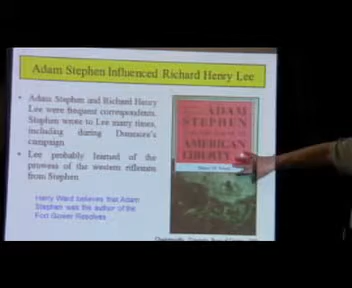 Adam Stephen Influenced Richard Henry Lee
• Adam Stephen and Richard Henry
Lee were frequent correspondents.
Stephen wrote to Lee many times,
including during Dunmore's
campaign
• Lee probably learned of the
prowess of the western riflemen
from Stephen
Harry Ward believes that Adam
Stephen was the author of the
Fort Gower Resolves
ADAM
STEPHEN
AMERICAN
LIBERTY